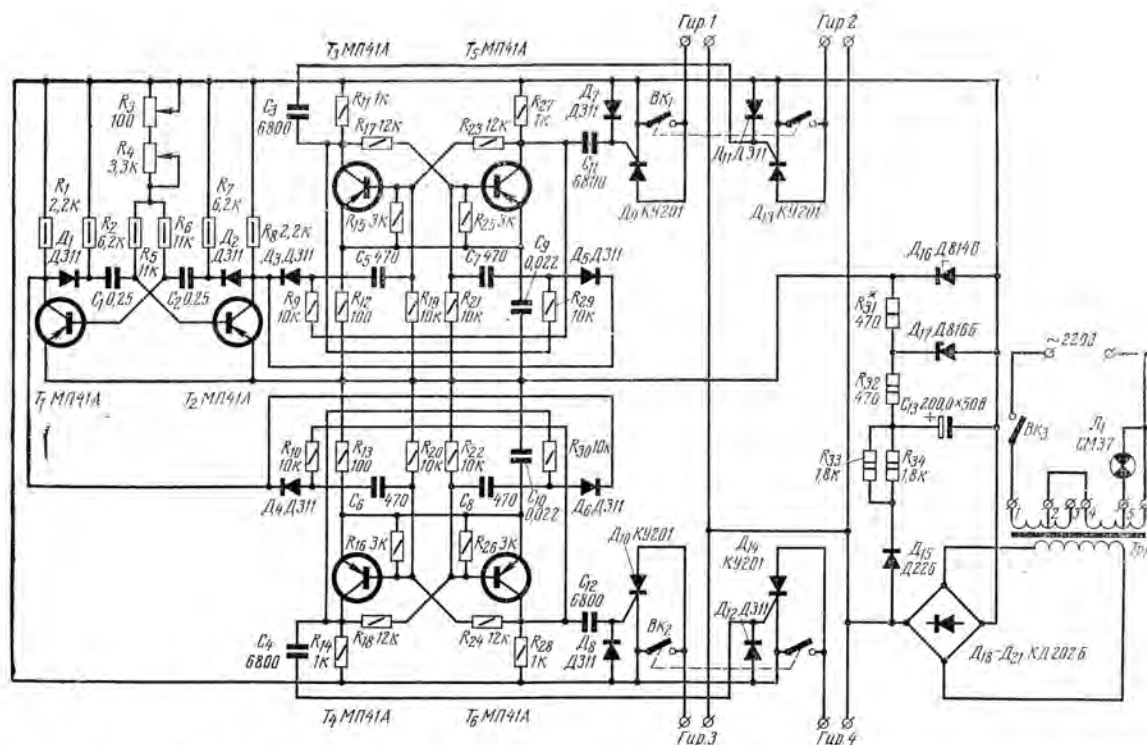 Гир.1
Гир.2
T3 МП41А
T5 МП41А
R3
100
R4
3,3к
C3
6800
R11 1к
R17 12к
R23 12к
R27
1к
Д7
Д311
Вк1
C11
6800
Д11 Д311
Д9 КУ201
Д13 КУ201
R1
2,2к
R2
6,2к
R5
11к
R6
11к
R7
6,2к
R8 2,2к
Д1
Д311
C1 0,25
C2 0,25
Д2
Д311
Д3 Д311
R15 3к
R25 3к
C5 470
C7 470
C9
0,022
Д5 Д311
R9
10к
R12
100
R19
10к
R21
10к
R29
10к
T1 МП41А
T2 МП41А
Д16 Д814В
R31*
470
Д17 Д816Б
R32
470
C13 200,0×50В
~220В
Вк3
Л1
СМ37
R33
1,8к
R34
1,8к
R10
10к
R13
100
R20
10к
R22
10к
R30 10к
Д4 Д311
C6 470
C8 470
C10
0,022
Д6 Д311
R16 3к
R26 3к
Д10 КУ201
Д14
КУ201
Д15
Д226
1 2 3 4 5 6
Тр1
C12
6800
C4
6800
R14
1к
R18 12к
R24 12к
R28
1к
Д8
Д311
Вк2
Д12 Д311
Д18-Д21 КД202Б
T4 МП41А
T6 МП41А
Гир.3
Гир.4